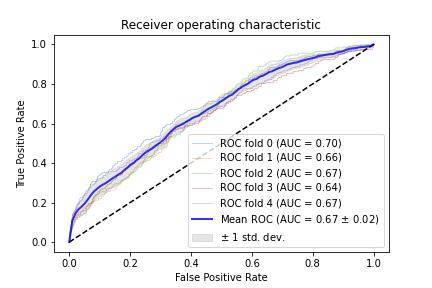 Receiver operating characteristic
True Positive Rate
1.0
0.8
0.6
0.4
0.2
0.0
ROC fold 0 (AUC = 0.70)
ROC fold 1 (AUC = 0.66)
ROC fold 2 (AUC = 0.67)
ROC fold 3 (AUC = 0.64)
ROC fold 4 (AUC = 0.67)
Mean ROC (AUC = 0.67 ± 0.02)
± 1 std. dev.
0.0 0.2 0.4 0.6 0.8 1.0
False Positive Rate